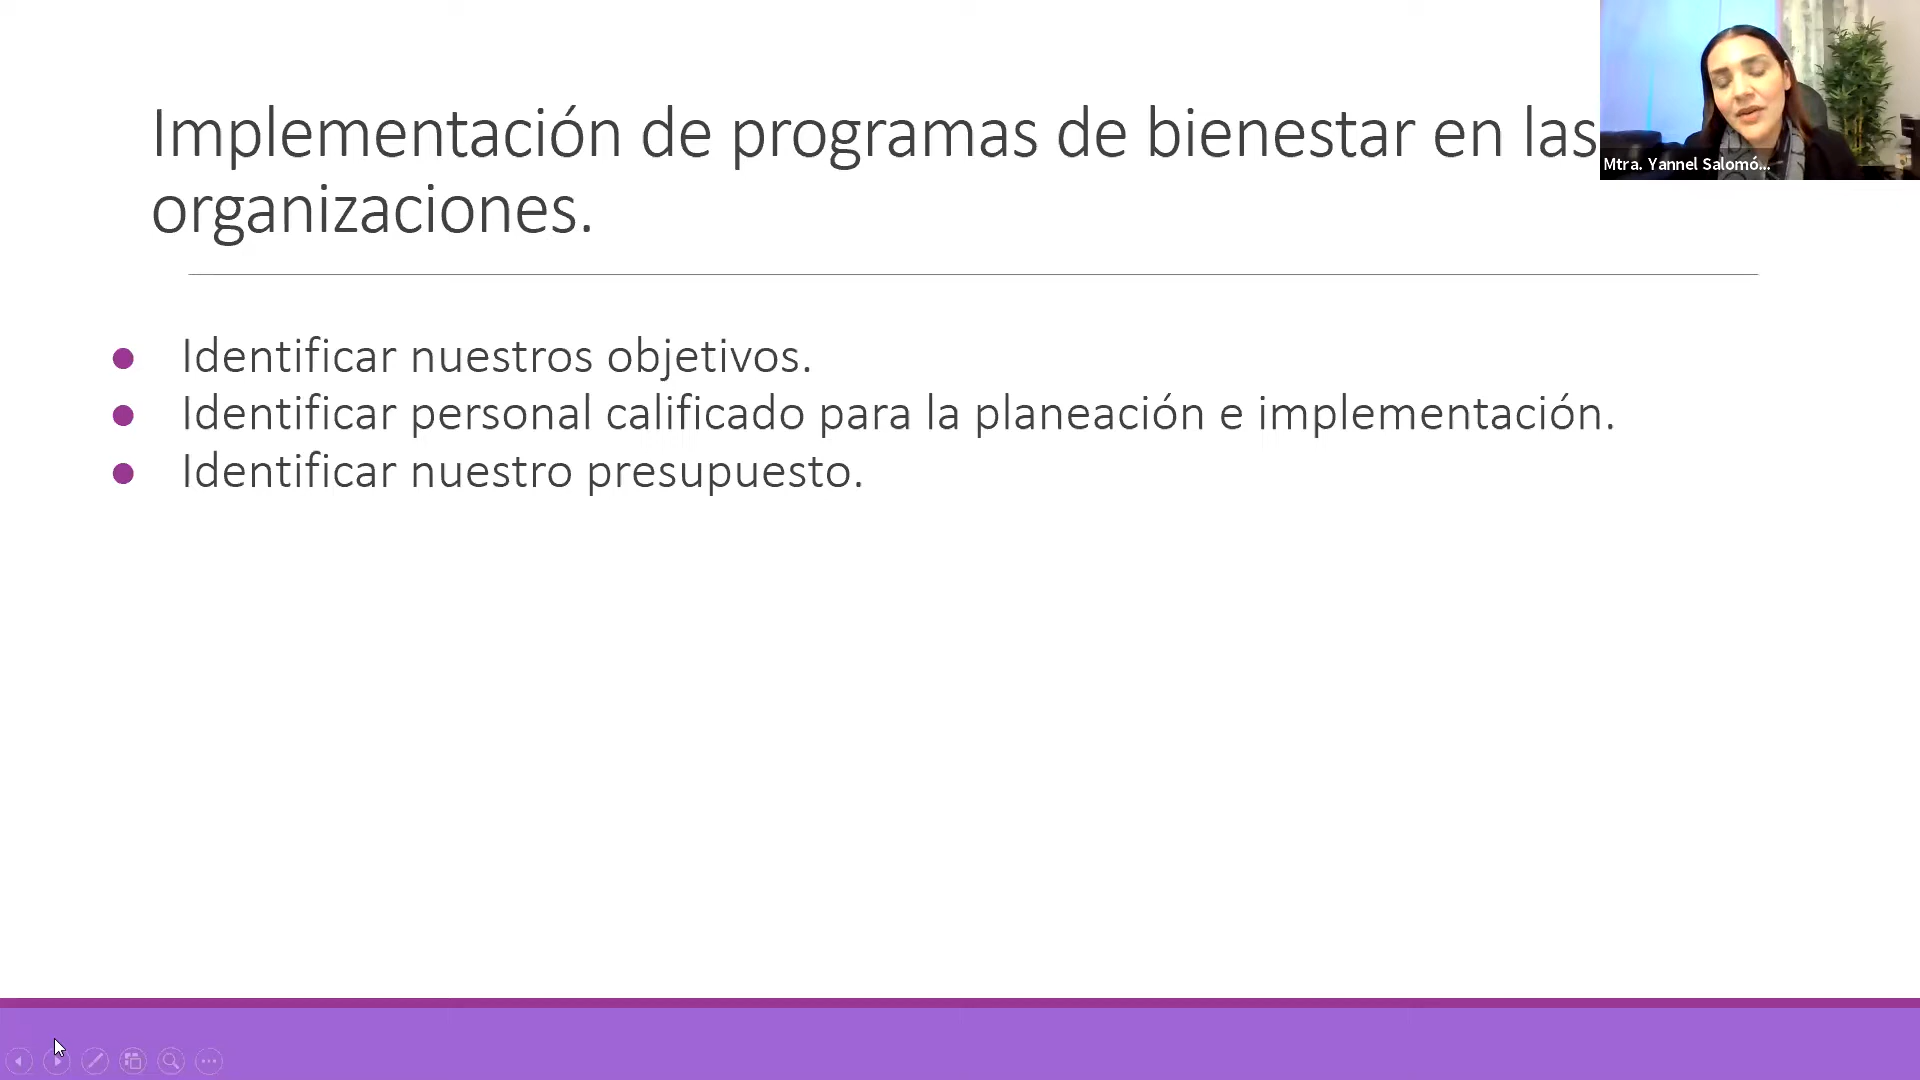 Implementación de programas de bienestar en las
organizaciones.
Mtra. Yannel Salomó...
● Identificar nuestros objetivos.
● Identificar personal calificado para la planeación e implementación.
● Identificar nuestro presupuesto.